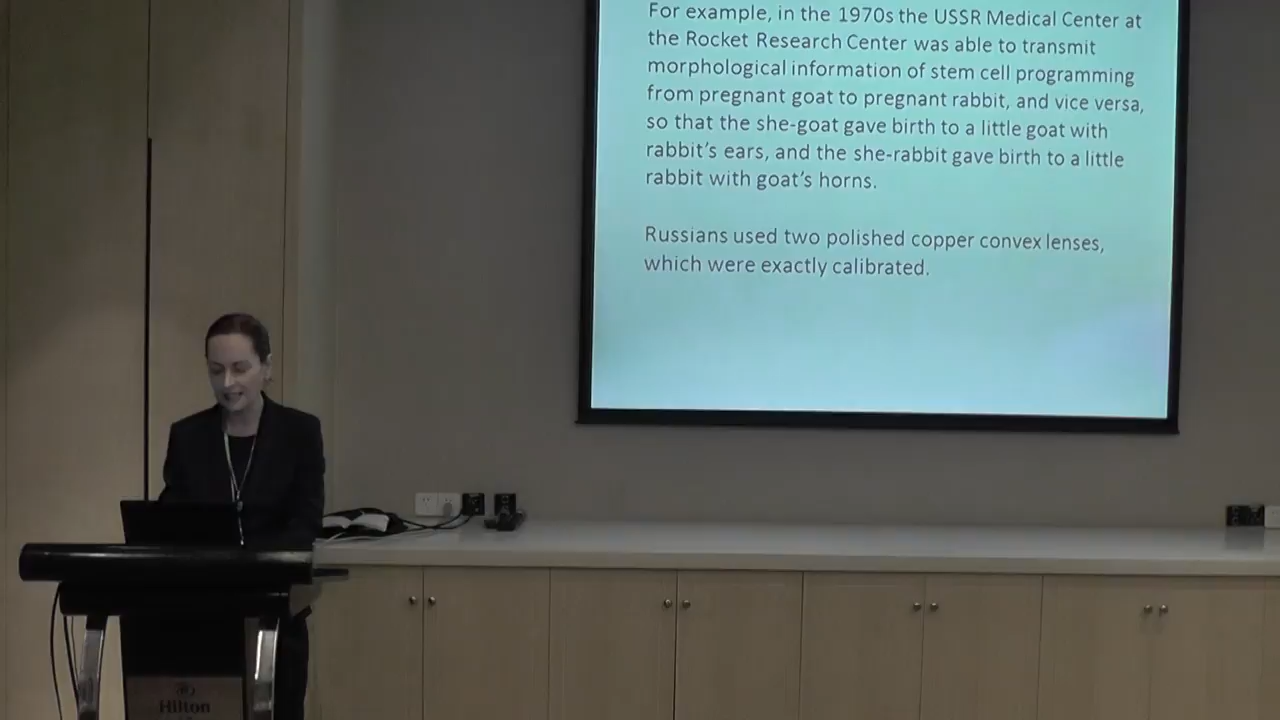 For example, in the 1970s the USSR Medical Center at
the Rocket Research Center was able to transmit
morphological information of stem cell programming
from pregnant goat to pregnant rabbit, and vice versa,
so that the she-goat gave birth to a little goat with
rabbit's ears, and the she-rabbit gave birth to a little
rabbit with goat's horns.
Russians used two polished copper convex lenses,
which were exactly calibrated.
Hilton